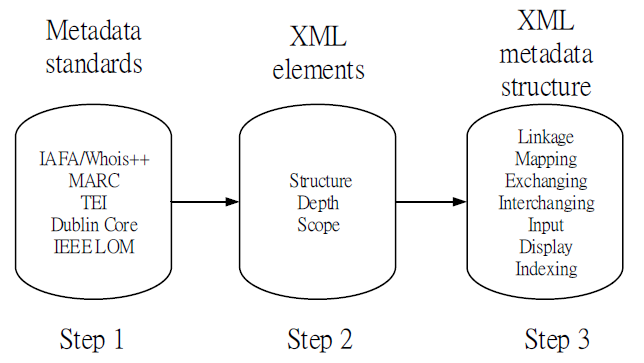 Metadata
standards
XML
elements
XML
metadata
structure
IAFA/Whois++
MARC
TEI
Dublin Core
IEEE LOM
Structure
Depth
Scope
Linkage
Mapping
Exchanging
Interchanging
Input
Display
Indexing
Step 1
Step 2
Step 3